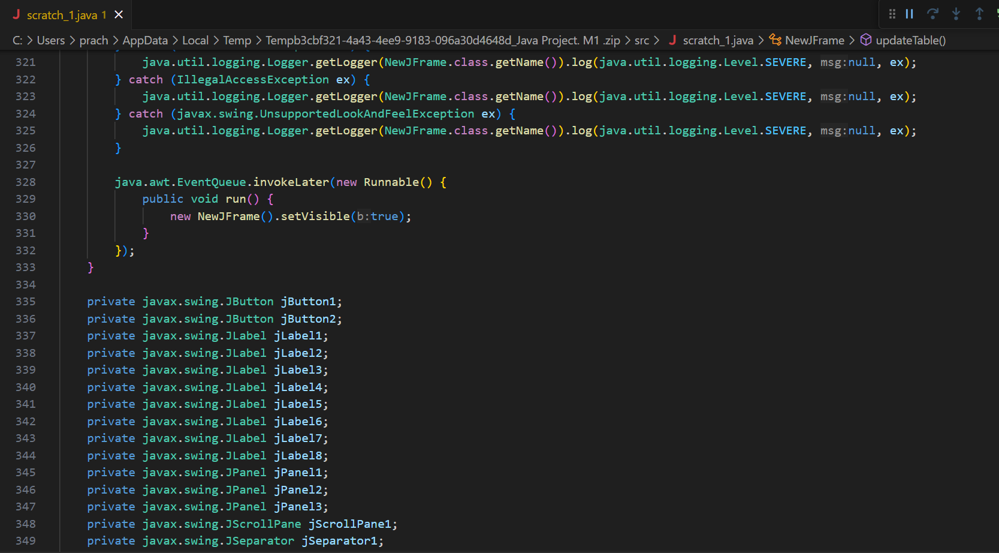 scratch_1.java 1
C: > Users > prach > AppData > Local > Temp > Tempb3cbf321-4a43-4ee9-9183-096a30d4648d_Java Project. M1 .zip > src > scratch_1.java > NewJFrame > updateTable()
321 java.util.logging.Logger.getLogger(NewJFrame.class.getName()).log(java.util.logging.Level.SEVERE, msg:null, ex);
322 } catch (IllegalAccessException ex) {
323 java.util.logging.Logger.getLogger(NewJFrame.class.getName()).log(java.util.logging.Level.SEVERE, msg:null, ex);
324 } catch (javax.swing.UnsupportedLookAndFeelException ex) {
325 java.util.logging.Logger.getLogger(NewJFrame.class.getName()).log(java.util.logging.Level.SEVERE, msg:null, ex);
326 }
327
328 java.awt.EventQueue.invokeLater(new Runnable() {
329 public void run() {
330 new NewJFrame().setVisible(b:true);
331 }
332 });
333 }
334
335 private javax.swing.JButton jButton1;
336 private javax.swing.JButton jButton2;
337 private javax.swing.JLabel jLabel1;
338 private javax.swing.JLabel jLabel2;
339 private javax.swing.JLabel jLabel3;
340 private javax.swing.JLabel jLabel4;
341 private javax.swing.JLabel jLabel5;
342 private javax.swing.JLabel jLabel6;
343 private javax.swing.JLabel jLabel7;
344 private javax.swing.JLabel jLabel8;
345 private javax.swing.JPanel jPanel1;
346 private javax.swing.JPanel jPanel2;
347 private javax.swing.JPanel jPanel3;
348 private javax.swing.JScrollPane jScrollPane1;
349 private javax.swing.JSeparator jSeparator1;